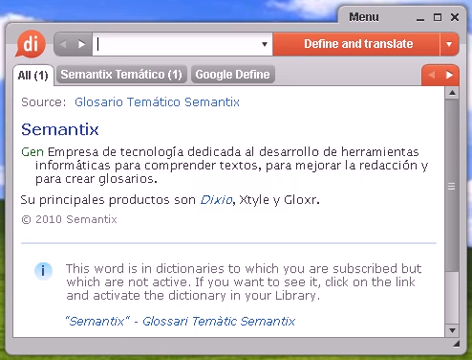 Menu
di
Define and translate
All (1) Semantix Temático (1) Google Define
Source: Glosario Temático Semantix
Semantix
Gen Empresa de tecnología dedicada al desarrollo de herramientas
informáticas para comprender textos, para mejorar la redacción y
para crear glosarios.
Su principales productos son Dixio, Xtyle y Gloxr.
© 2010 Semantix
i
This word is in dictionaries to which you are subscribed but
which are not active. If you want to see it, click on the link
and activate the dictionary in your Library.
"Semantix" - Glossari Temàtic Semantix